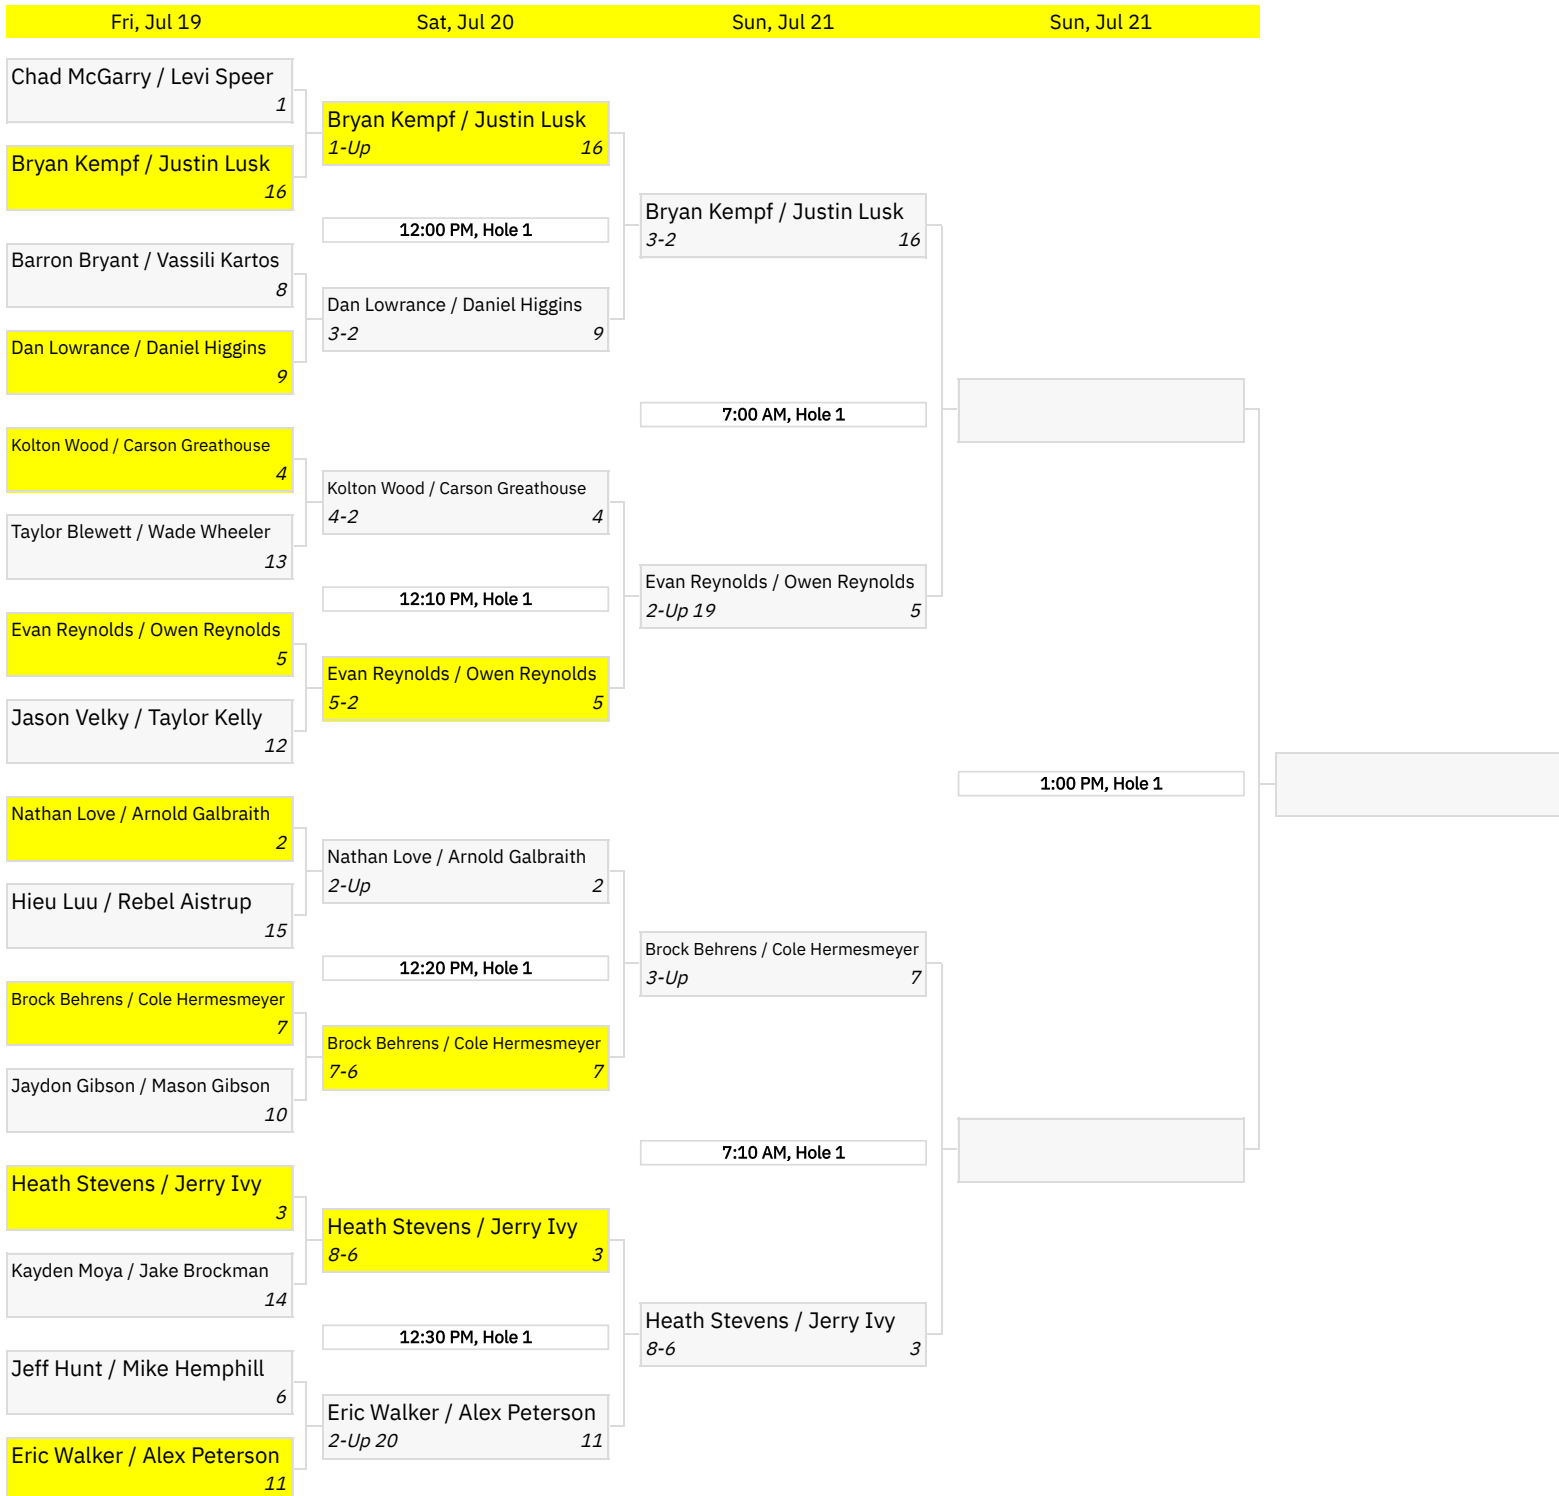 Fri, Jul 19
Sat, Jul 20
Sun, Jul 21
Sun, Jul 21
Chad McGarry / Levi Speer
1
Bryan Kempf / Justin Lusk
16
Barron Bryant / Vassili Kartos
8
Dan Lowrance / Daniel Higgins
9
Kolton Wood / Carson Greathouse
4
Taylor Blewett / Wade Wheeler
13
Evan Reynolds / Owen Reynolds
5
Jason Velky / Taylor Kelly
12
Nathan Love / Arnold Galbraith
2
Hieu Luu / Rebel Aistrup
15
Brock Behrens / Cole Hermesmeyer
7
Jaydon Gibson / Mason Gibson
10
Heath Stevens / Jerry Ivy
3
Kayden Moya / Jake Brockman
14
Jeff Hunt / Mike Hemphill
6
Eric Walker / Alex Peterson
11
Bryan Kempf / Justin Lusk
1-Up 16
12:00 PM, Hole 1
Dan Lowrance / Daniel Higgins
3-2 9
Kolton Wood / Carson Greathouse
4-2 4
12:10 PM, Hole 1
Evan Reynolds / Owen Reynolds
5-2 5
Nathan Love / Arnold Galbraith
2-Up 2
12:20 PM, Hole 1
Brock Behrens / Cole Hermesmeyer
7-6 7
Heath Stevens / Jerry Ivy
8-6 3
12:30 PM, Hole 1
Eric Walker / Alex Peterson
2-Up 20 11
Bryan Kempf / Justin Lusk
3-2 16
7:00 AM, Hole 1
Evan Reynolds / Owen Reynolds
2-Up 19 5
Brock Behrens / Cole Hermesmeyer
3-Up 7
7:10 AM, Hole 1
Heath Stevens / Jerry Ivy
8-6 3
1:00 PM, Hole 1